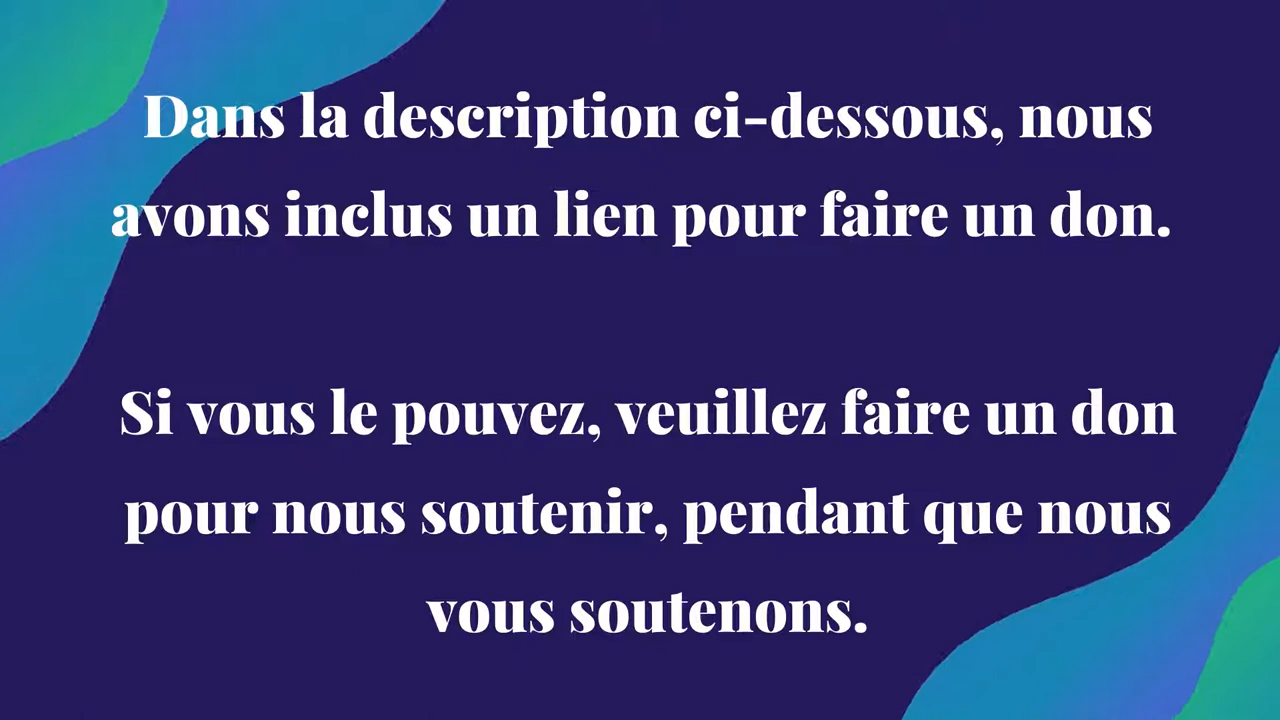 Dans la description ci-dessous, nous
avons inclus un lien pour faire un don.
Si vous le pouvez, veuillez faire un don
pour nous soutenir, pendant que nous
vous soutenons.